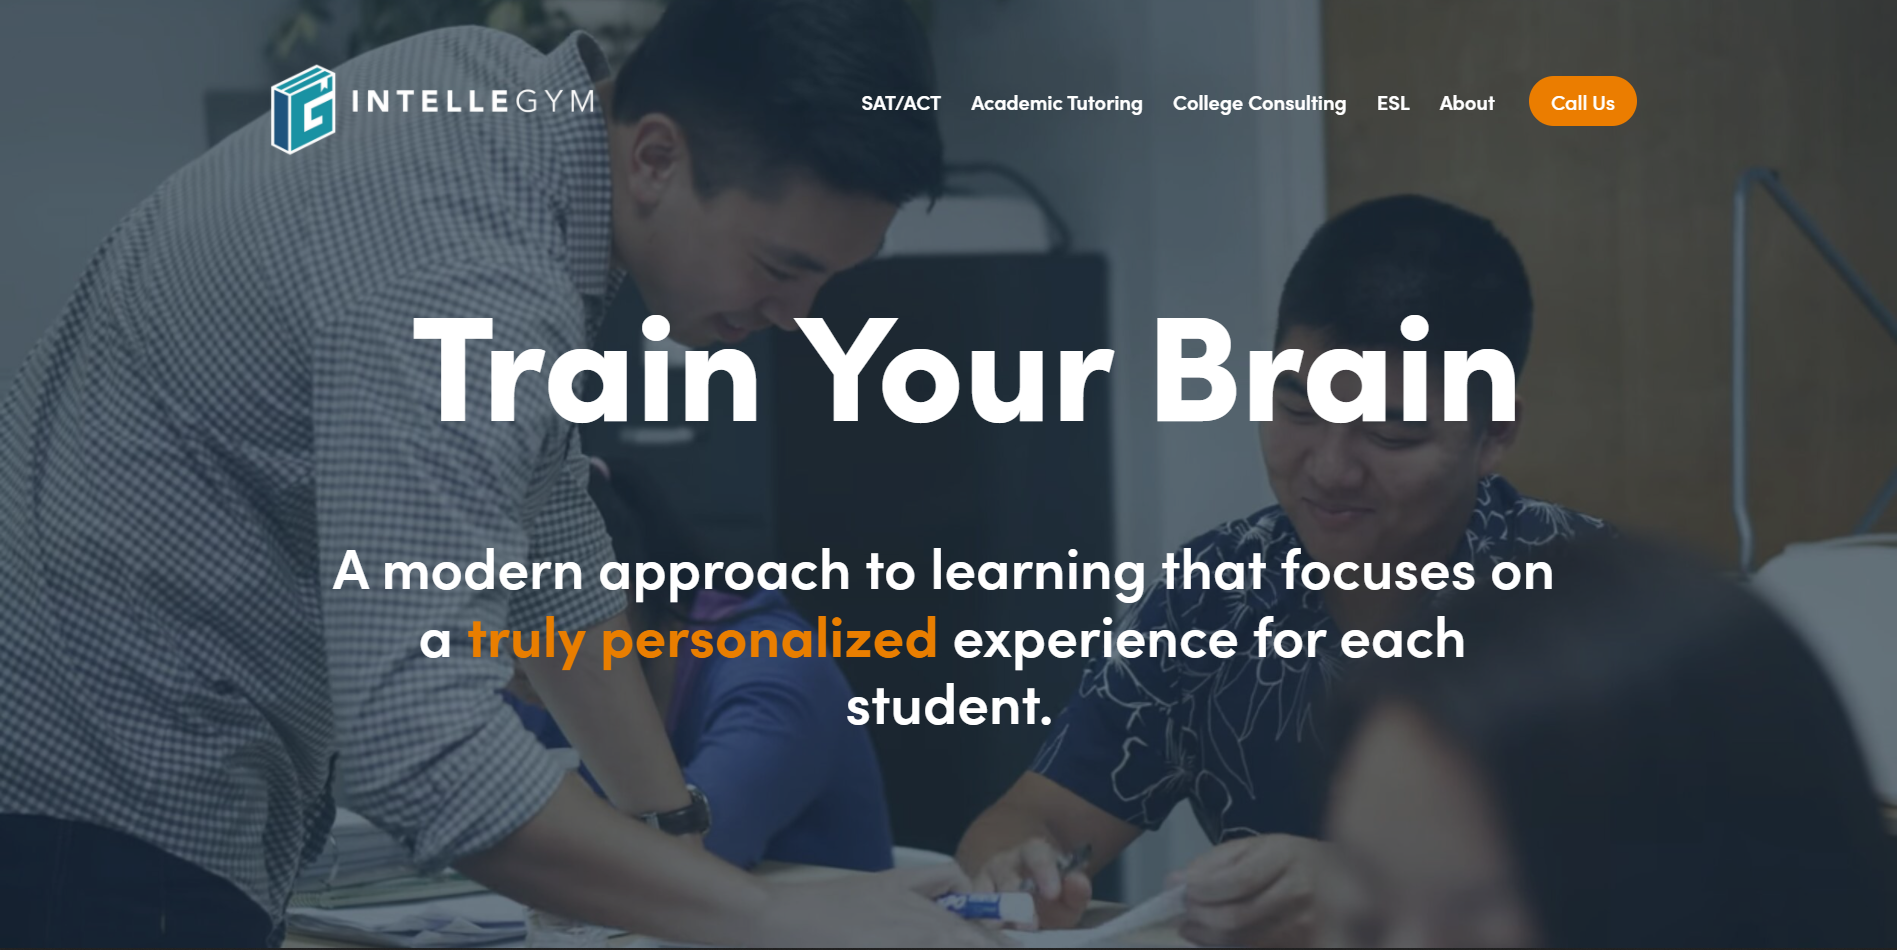 INTELLEGYM
SAT/ACT Academic Tutoring College Consulting ESL About Call Us
Train Your Brain
A modern approach to learning that focuses on
a truly personalized experience for each
student.